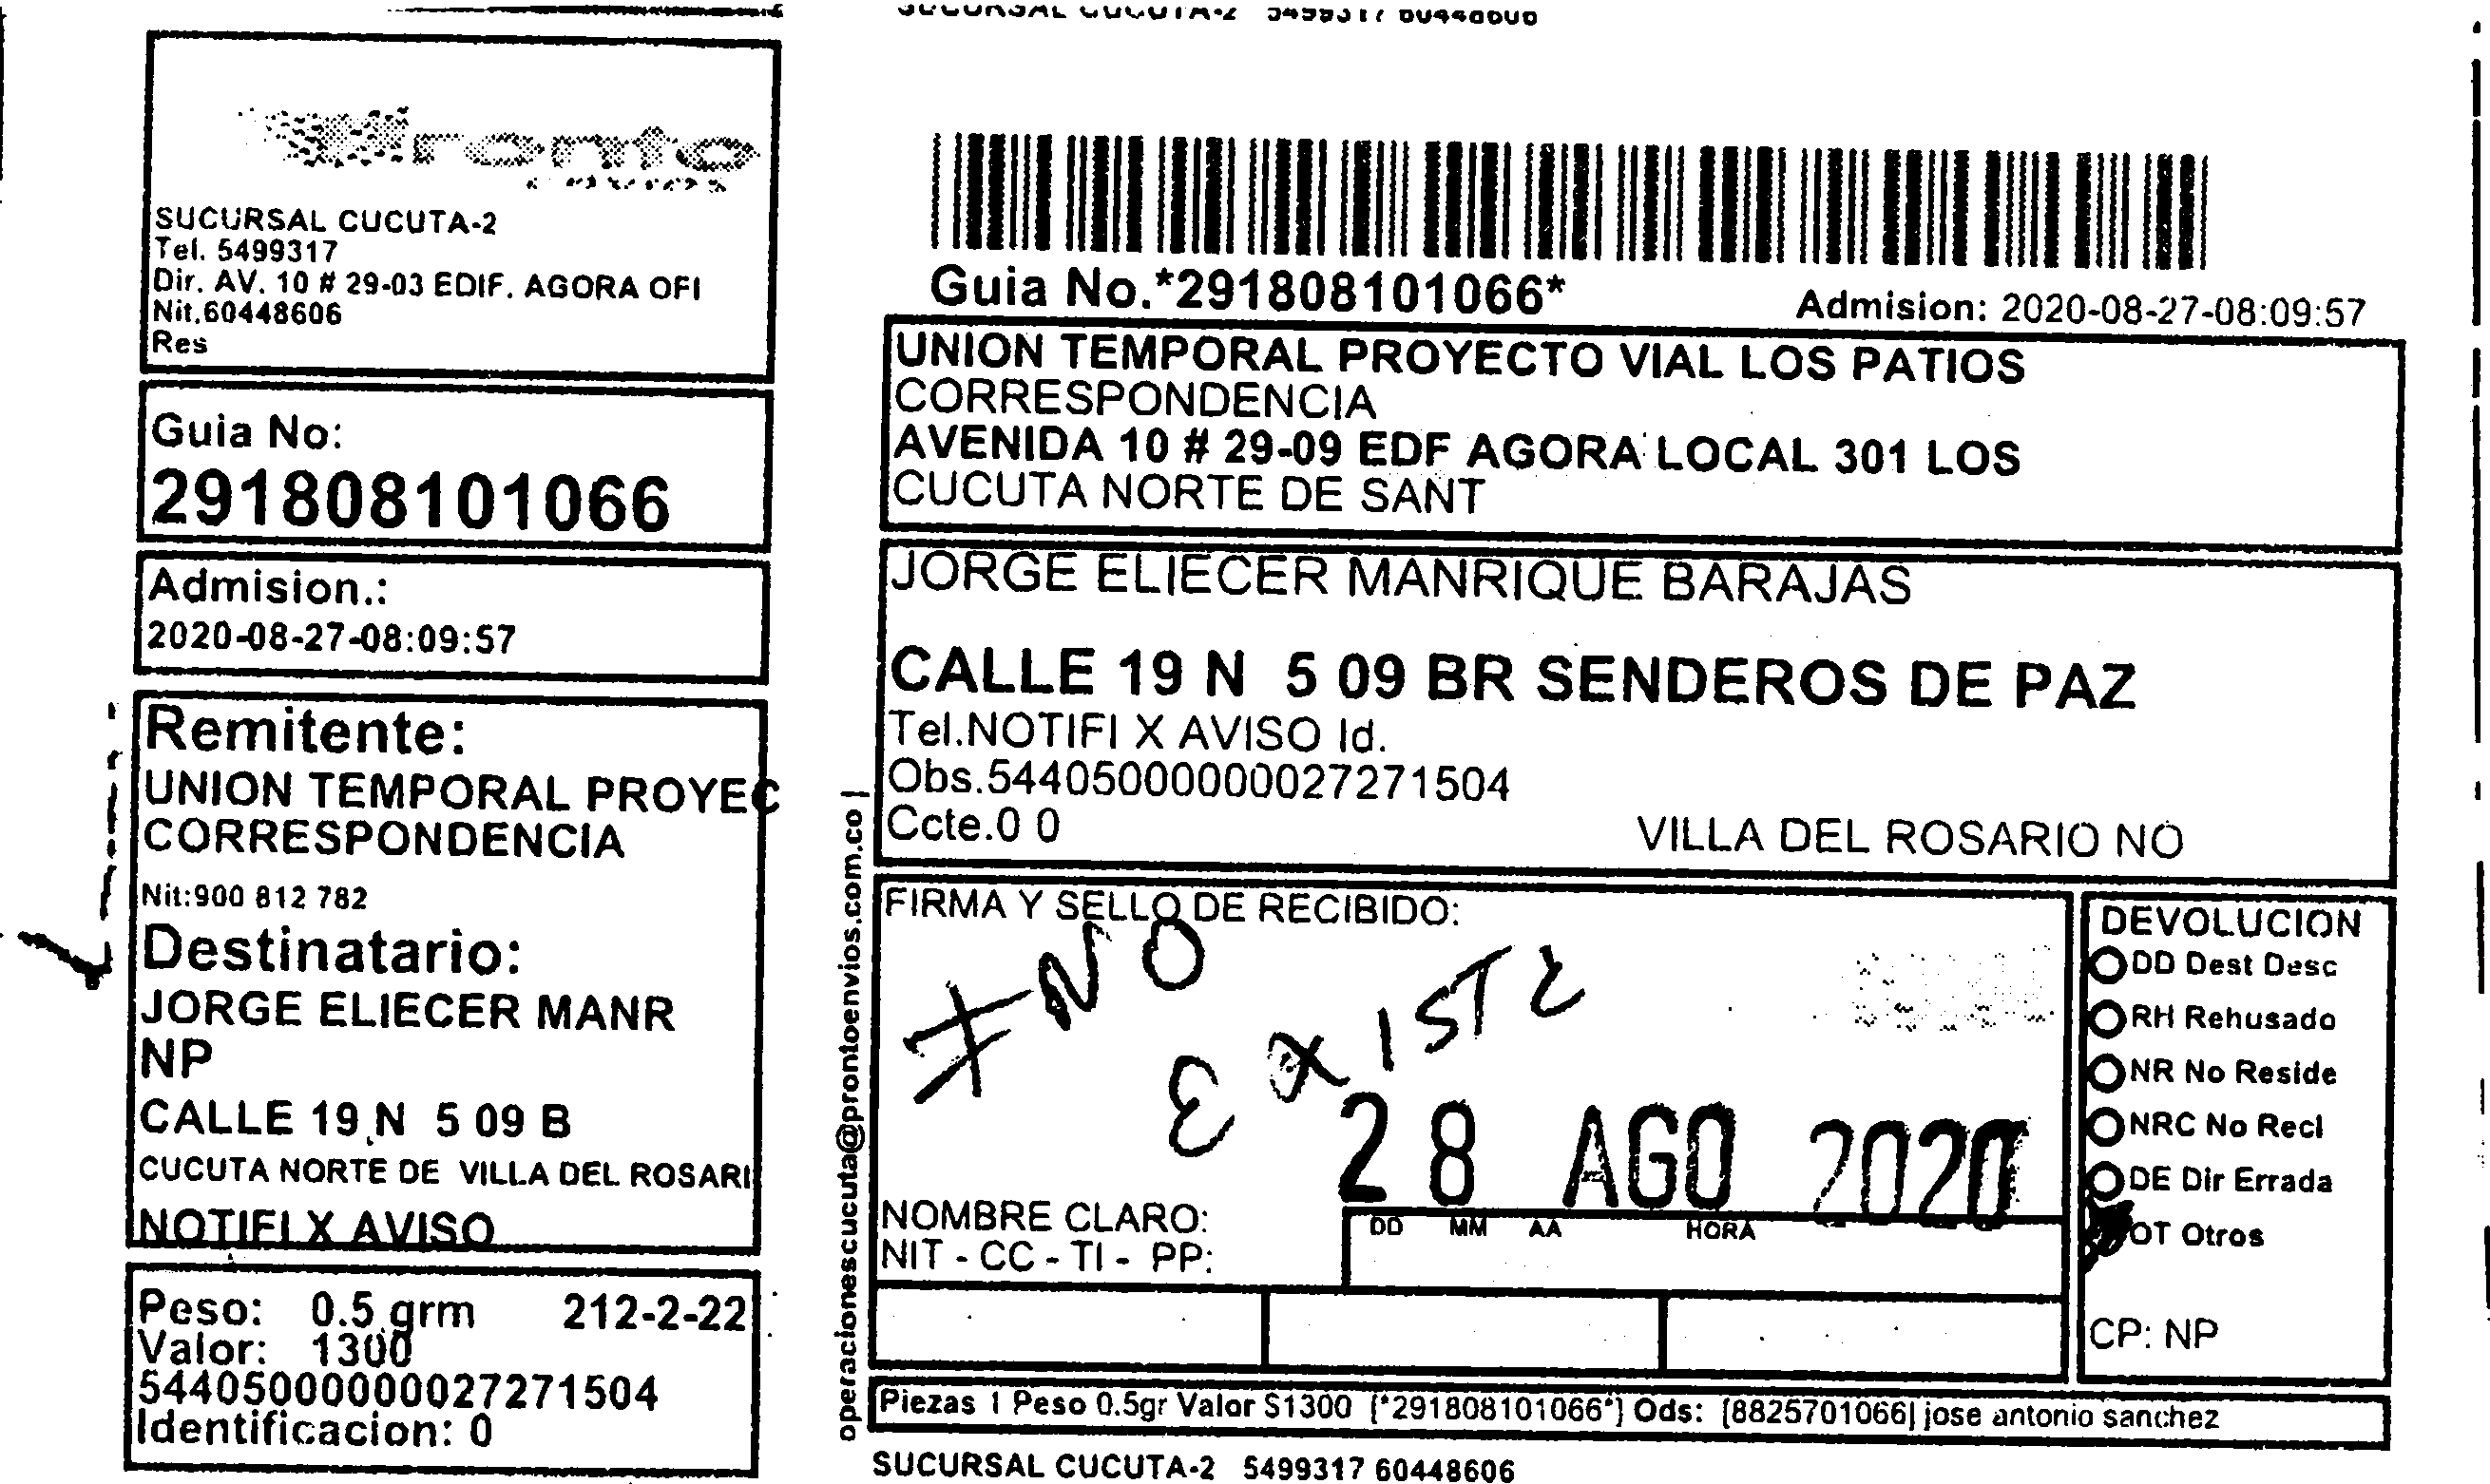 SUCURSAL CUCUTA-2 5499317 60448606
Pronto
envios
SUCURSAL CUCUTA-2
Tel. 5499317
Dir. AV. 10 # 29-03 EDIF. AGORA OFI
Nit.60448606
Res
Guia No:
291808101066
Admision.:
2020-08-27-08:09:57
Remitente:
UNION TEMPORAL PROYEC
CORRESPONDENCIA
Nit:900 812 782
Destinatario:
JORGE ELIECER MANR
NP
CALLE 19 N 5 09 B
CUCUTA NORTE DE VILLA DEL ROSARI
NOTIFI X AVISO
Peso: 0.5 grm 212-2-22
Valor: 1300
544050000000027271504
Identificacion: 0
operacionescucuta@prontoenvios.com.co |
Guia No.*291808101066*
Admision: 2020-08-27-08:09:57
UNION TEMPORAL PROYECTO VIAL LOS PATIOS
CORRESPONDENCIA
AVENIDA 10 # 29-09 EDF AGORA LOCAL 301 LOS
CUCUTA NORTE DE SANT
JORGE ELIECER MANRIQUE BARAJAS
CALLE 19 N 5 09 BR SENDEROS DE PAZ
Tel.NOTIFI X AVISO Id.
Obs.544050000000027271504
Ccte.0 0
VILLA DEL ROSARIO NO
FIRMA Y SELLO DE RECIBIDO:
# NO
EXISTE
28 AGO 2020
NOMBRE CLARO:
NIT - CC - TI - PP:
DD MM AA HORA
DEVOLUCION
DD Dest Desc
RH Rehusado
NR No Reside
NRC No Recl
DE Dir Errada
OT Otros
CP: NP
Piezas 1 Peso 0.5gr Valor $1300 [*291808101066*] Ods: [8825701066] jose antonio sanchez
SUCURSAL CUCUTA-2 5499317 60448606